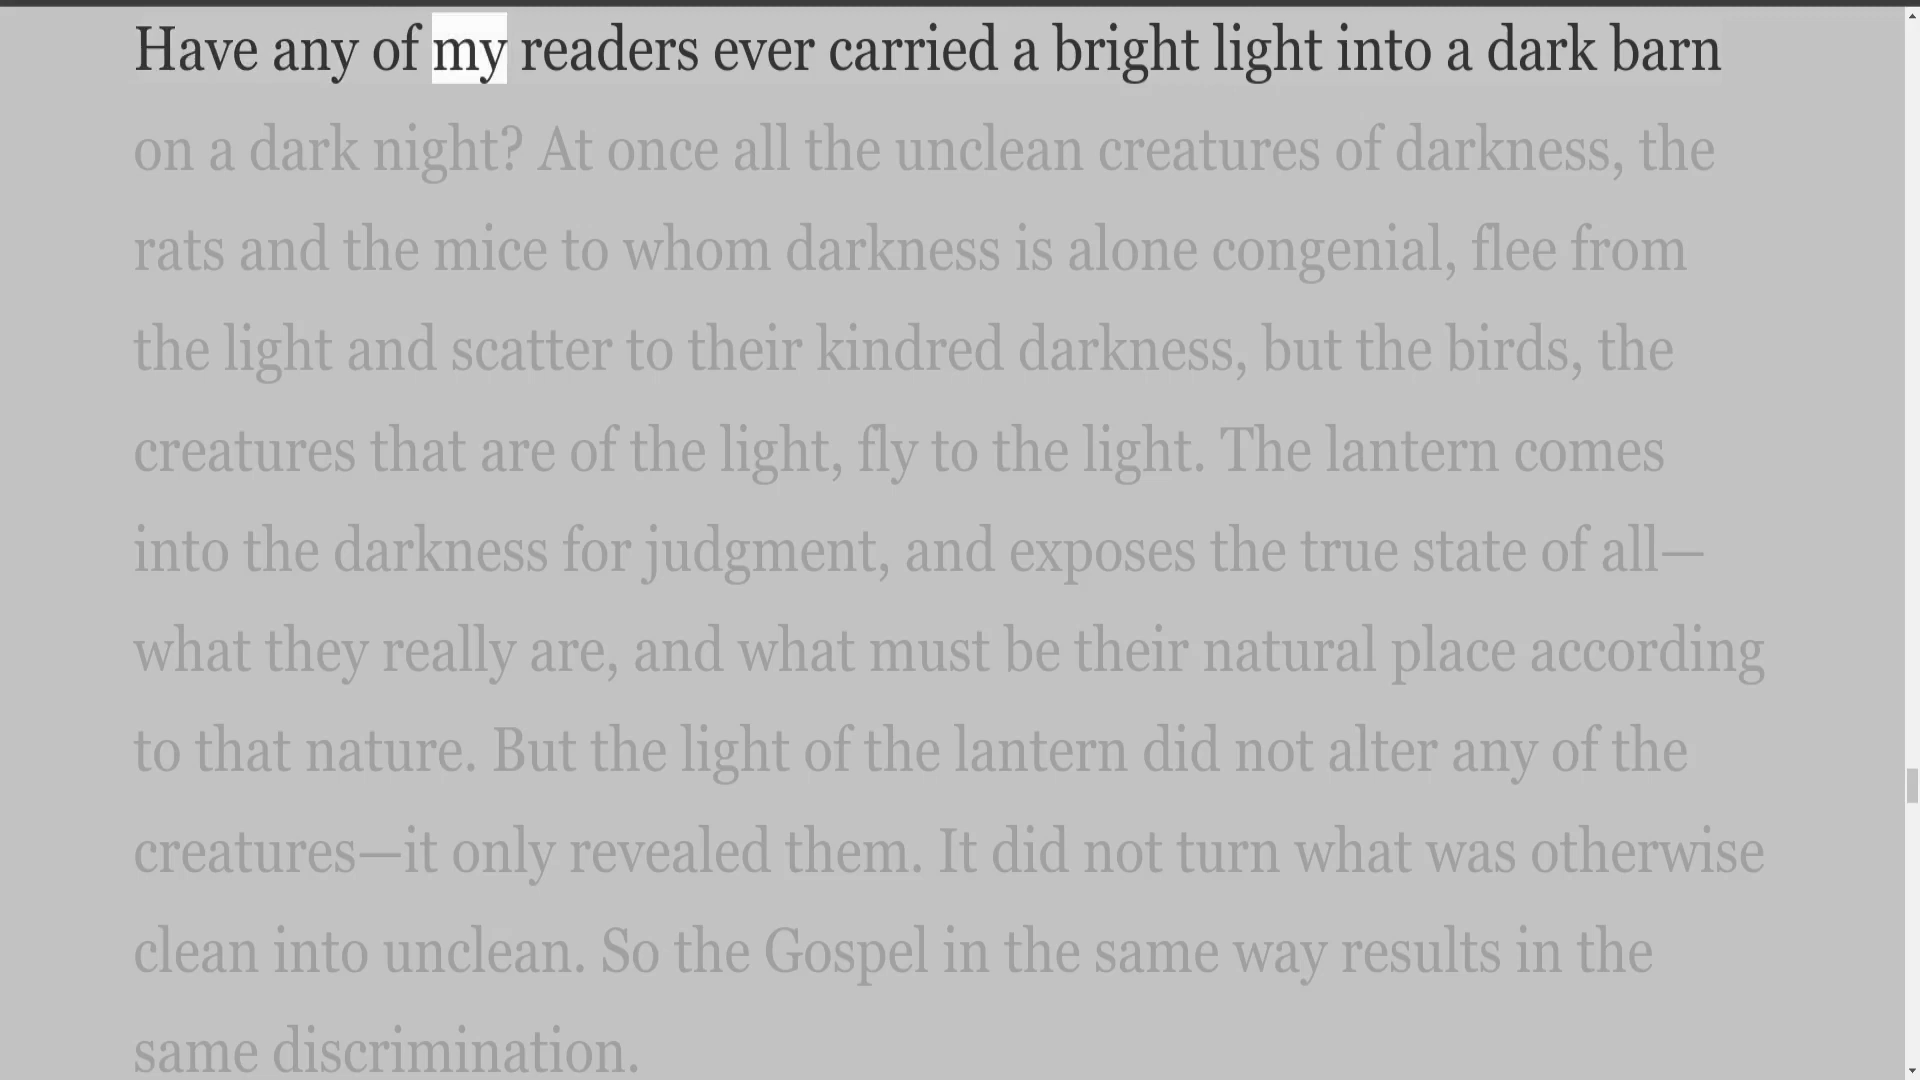 Have any of my readers ever carried a bright light into a dark barn
on a dark night? At once all the unclean creatures of darkness, the
rats and the mice to whom darkness is alone congenial, flee from
the light and scatter to their kindred darkness, but the birds, the
creatures that are of the light, fly to the light. The lantern comes
into the darkness for judgment, and exposes the true state of all—
what they really are, and what must be their natural place according
to that nature. But the light of the lantern did not alter any of the
creatures—it only revealed them. It did not turn what was otherwise
clean into unclean. So the Gospel in the same way results in the
same discrimination.